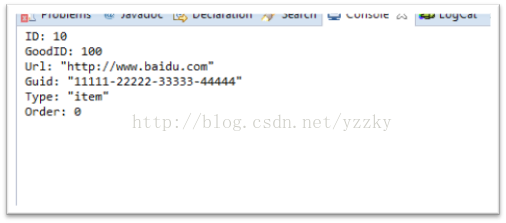 Problems @ Javadoc Declaration Search Console LogCat
ID: 10
GoodID: 100
Url: "http://www.baidu.com"
Guid: "11111-22222-33333-44444"
Type: "item"
Order: 0
http://blog.csdn.net/yzzky